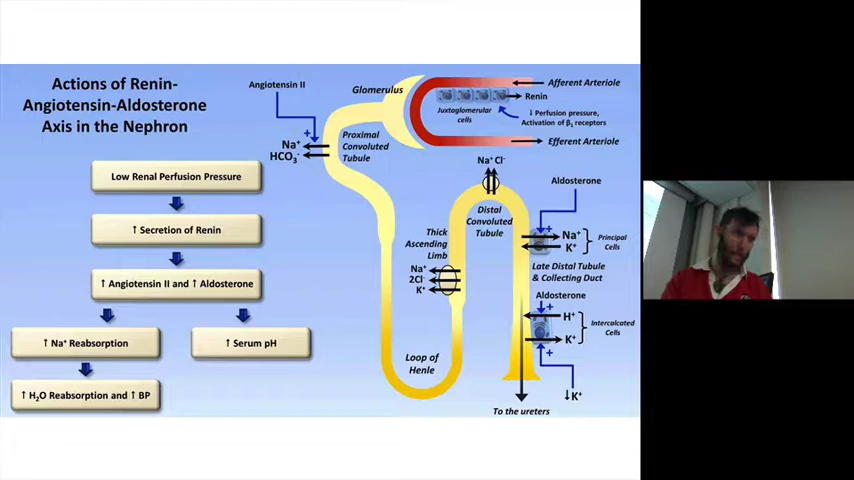 Actions of Renin-
Angiotensin-Aldosterone
Axis in the Nephron
Low Renal Perfusion Pressure
↑ Secretion of Renin
↑ Angiotensin II and ↑ Aldosterone
↑ Na⁺ Reabsorption
↑ Serum pH
↑ H₂O Reabsorption and ↑ BP
Angiotensin II
+
Na⁺
HCO₃⁻
Glomerulus
Proximal
Convoluted
Tubule
Afferent Arteriole
Renin
Juxtaglomerular
cells
↓ Perfusion pressure,
Activation of β₁ receptors
Efferent Arteriole
Na⁺ Cl⁻
Distal
Convoluted
Tubule
Thick
Ascending
Limb
Na⁺
2Cl⁻
K⁺
Loop of
Henle
Aldosterone
+
Na⁺
K⁺
Principal
Cells
Late Distal Tubule
& Collecting Duct
Aldosterone
+
H⁺
K⁺
Intercalated
Cells
+
↓K⁺
To the ureters